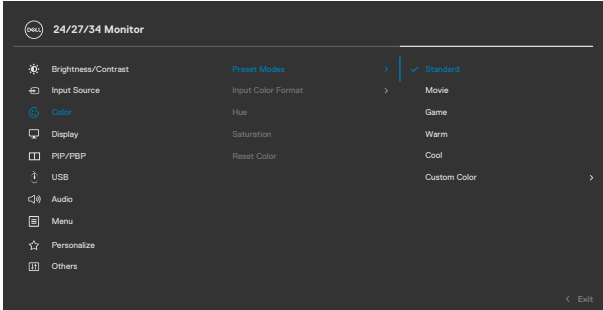 DELL 24/27/34 Monitor
Brightness/Contrast Preset Modes > ✓ Standard
Input Source Input Color Format > Movie
Color Hue Game
Display Saturation Warm
PIP/PBP Reset Color Cool
USB Custom Color >
Audio
Menu
Personalize
Others
< Exit